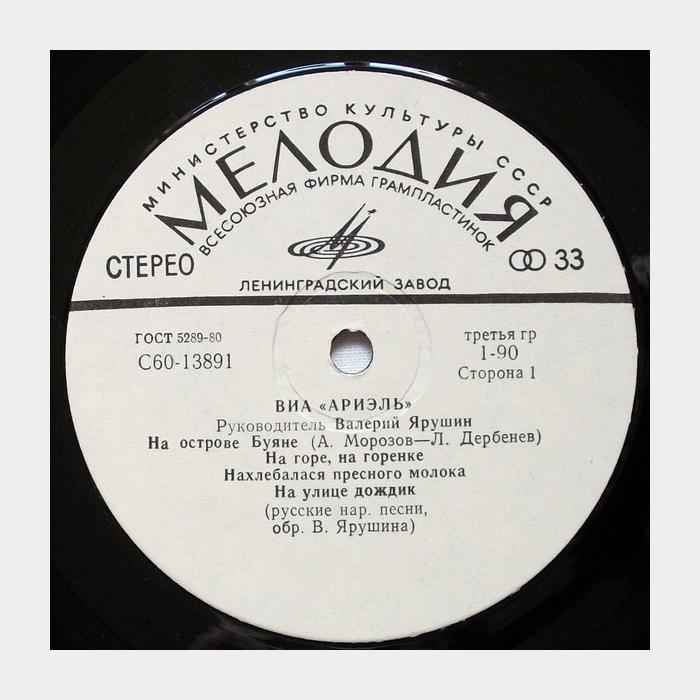 МИНИСТЕРСТВО КУЛЬТУРЫ СССР
МЕЛОДИЯ
ВСЕСОЮЗНАЯ ФИРМА ГРАМПЛАСТИНОК
СТЕРЕО
33
ЛЕНИНГРАДСКИЙ ЗАВОД
ГОСТ 5289-80
С60-13891
третья гр
1-90
Сторона 1
ВИА «АРИЭЛЬ»
Руководитель Валерий Ярушин
На острове Буяне (А. Морозов—Л. Дербенев)
На горе, на горенке
Нахлебалася пресного молока
На улице дождик
(русские нар. песни,
обр. В. Ярушина)